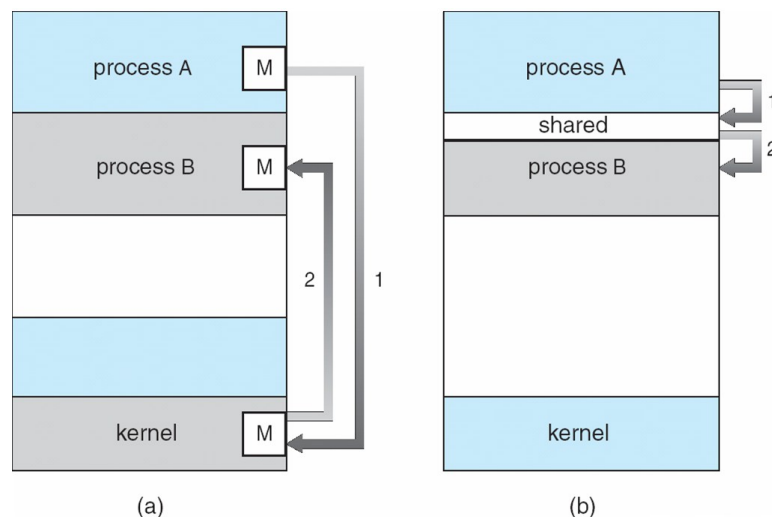 process A M
process B M
2 1
kernel M
(a)
process A
1
shared
2
process B
kernel
(b)